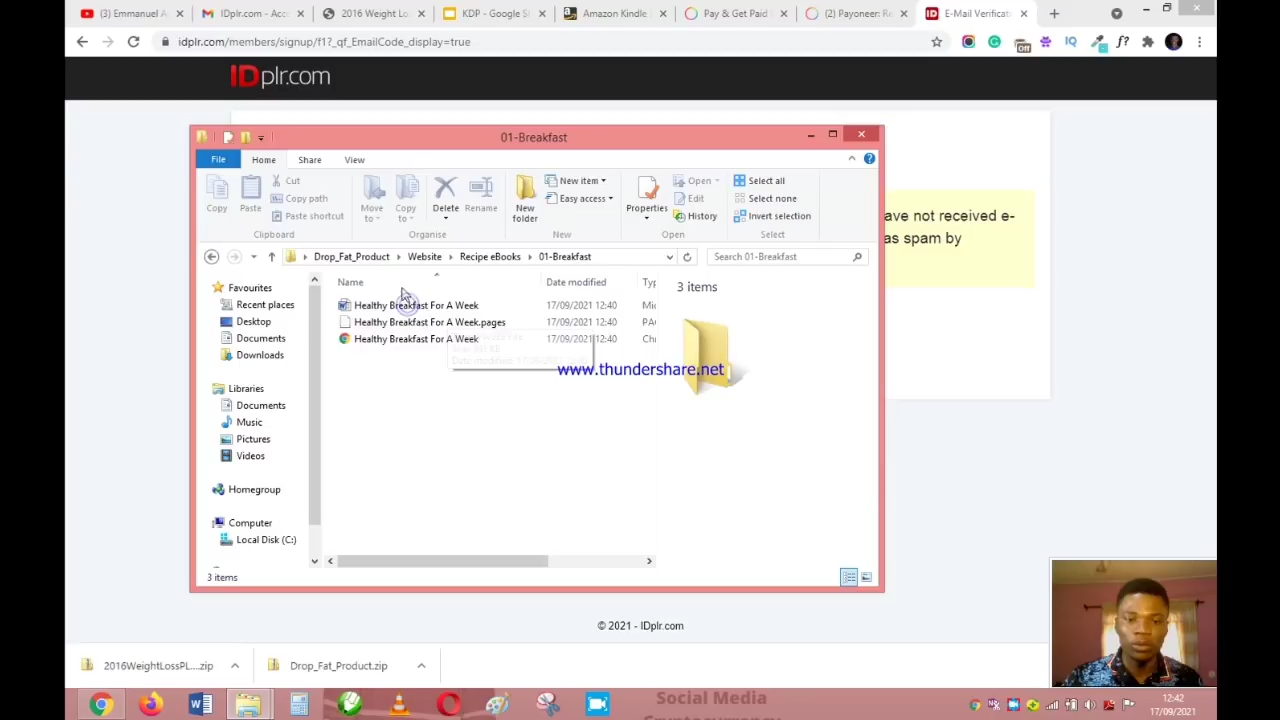 (3) Emmanuel A
IDplr.com - Acc
2016 Weight Lo
KDP - Google S
Amazon Kindle
Pay & Get Paid
(2) Payoneer: Re
E-Mail Verificat
idplr.com/members/signup/f1?_qf_EmailCode_display=true
Off
IQ
f?
IDplr.com
01-Breakfast
File
Home
Share
View
Copy
Paste
Cut
Copy path
Paste shortcut
Move to
Copy to
Delete
Rename
New folder
New item
Easy access
Properties
Open
Edit
History
Select all
Select none
Invert selection
Clipboard
Organise
New
Open
Select
ave not received e-
as spam by
Drop_Fat_Product
Website
Recipe eBooks
01-Breakfast
Search 01-Breakfast
Favourites
Recent places
Desktop
Documents
Downloads
Libraries
Documents
Music
Pictures
Videos
Homegroup
Computer
Local Disk (C:)
Name
Date modified
Typ
Healthy Breakfast For A Week
17/09/2021 12:40
Mic
Healthy Breakfast For A Week.pages
17/09/2021 12:40
PAG
Healthy Breakfast For A Week
17/09/2021 12:40
Chr
3 items
www.thundershare.net
3 items
© 2021 - IDplr.com
2016WeightLossPL....zip
Drop_Fat_Product.zip
Social Media
12:42
17/09/2021